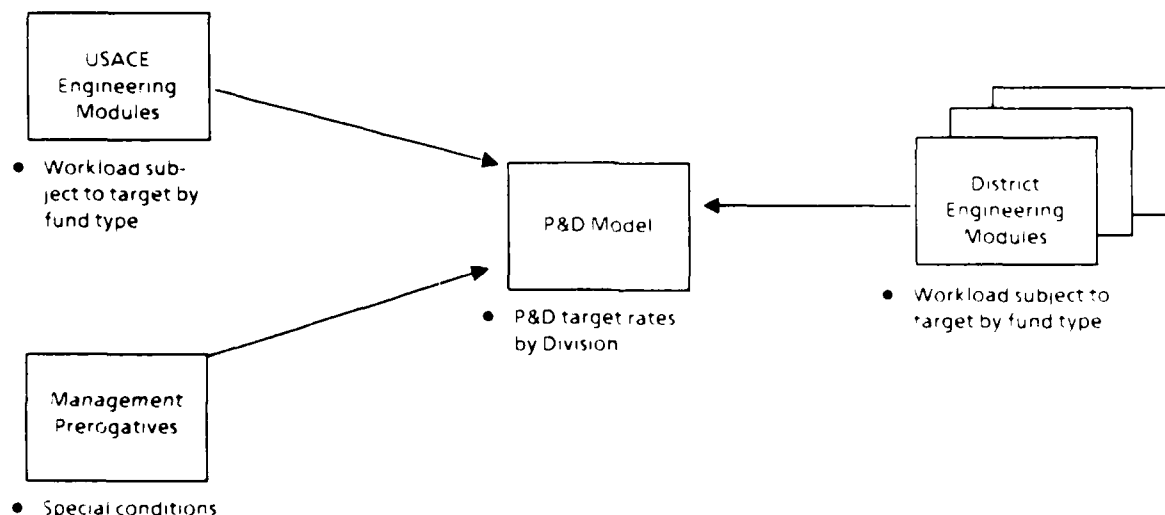 USACE
Engineering
Modules
● Workload sub-
ject to target by
fund type
P&D Model
● P&D target rates
by Division
District
Engineering
Modules
● Workload subject to
target by fund type
Management
Prerogatives
● Special conditions